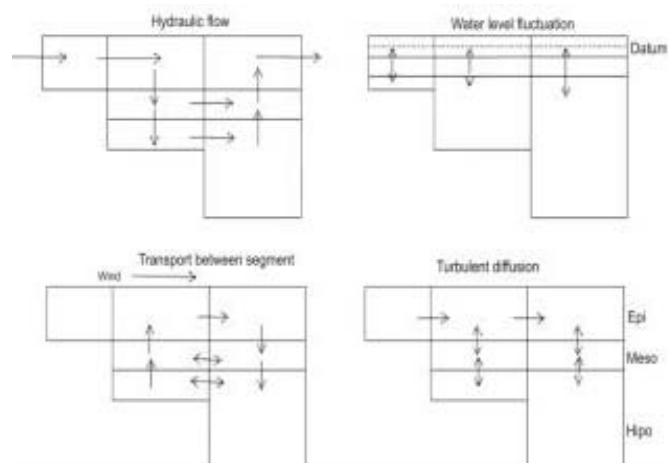 Hydraulic flow
Water level fluctuation
Datum
Transport between segment
Wind
Turbulent diffusion
Epi
Meso
Hipo